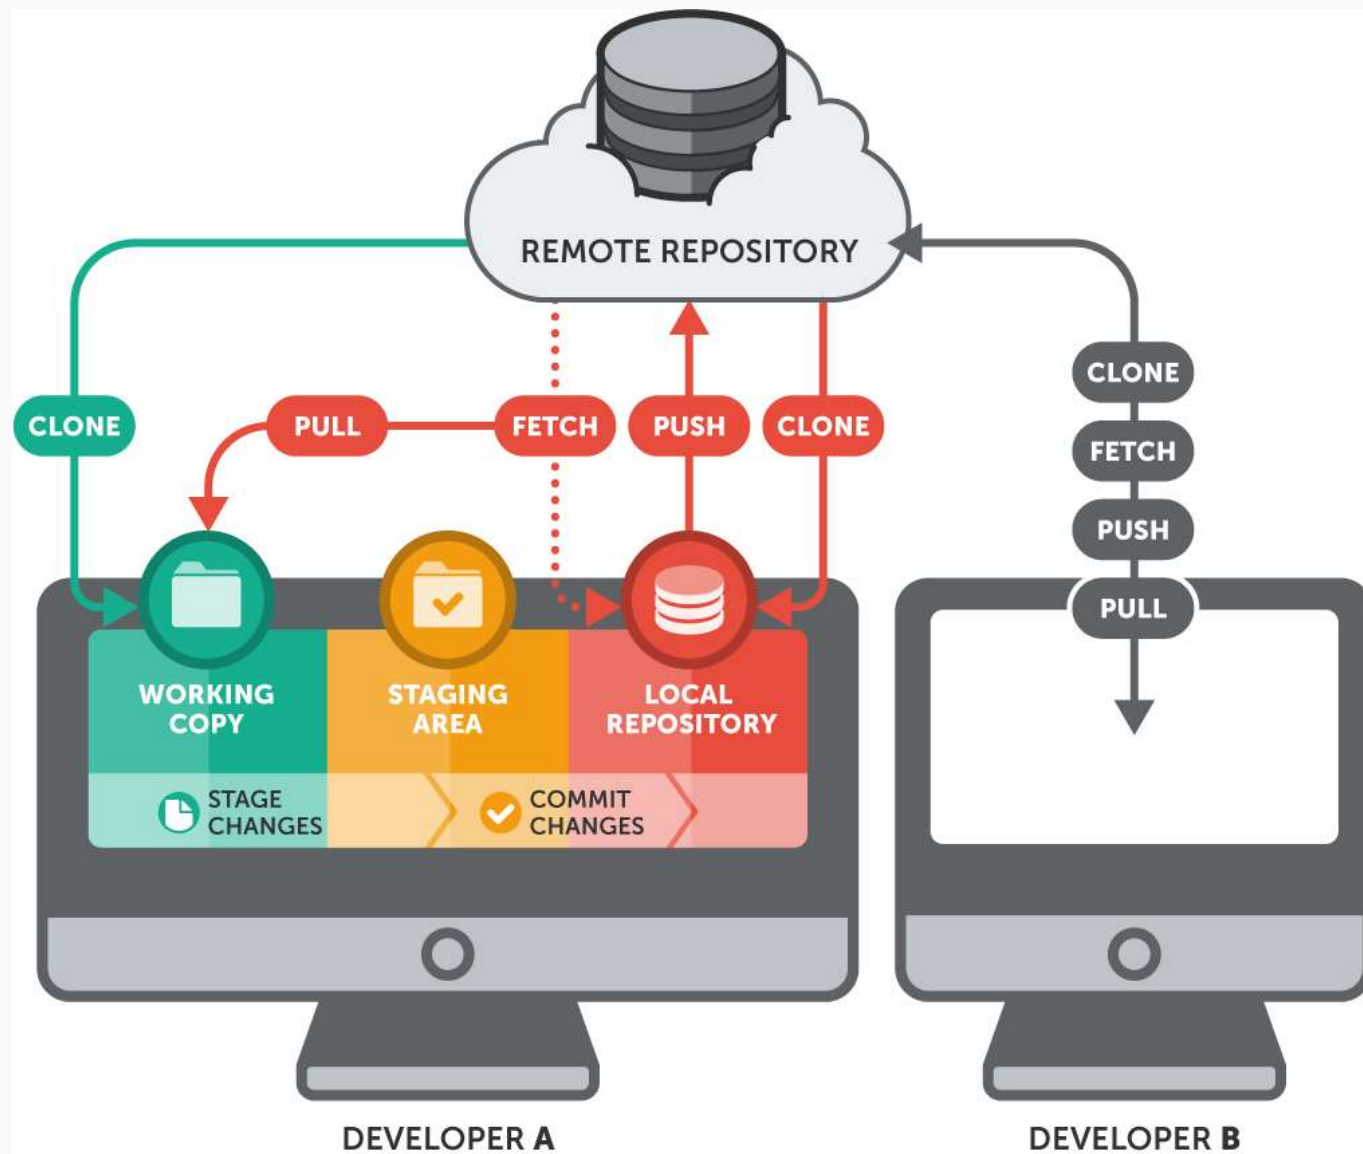 REMOTE REPOSITORY
CLONE
PULL
FETCH
PUSH
CLONE
CLONE
FETCH
PUSH
PULL
WORKING
COPY
STAGING
AREA
LOCAL
REPOSITORY
STAGE
CHANGES
COMMIT
CHANGES
DEVELOPER A
DEVELOPER B